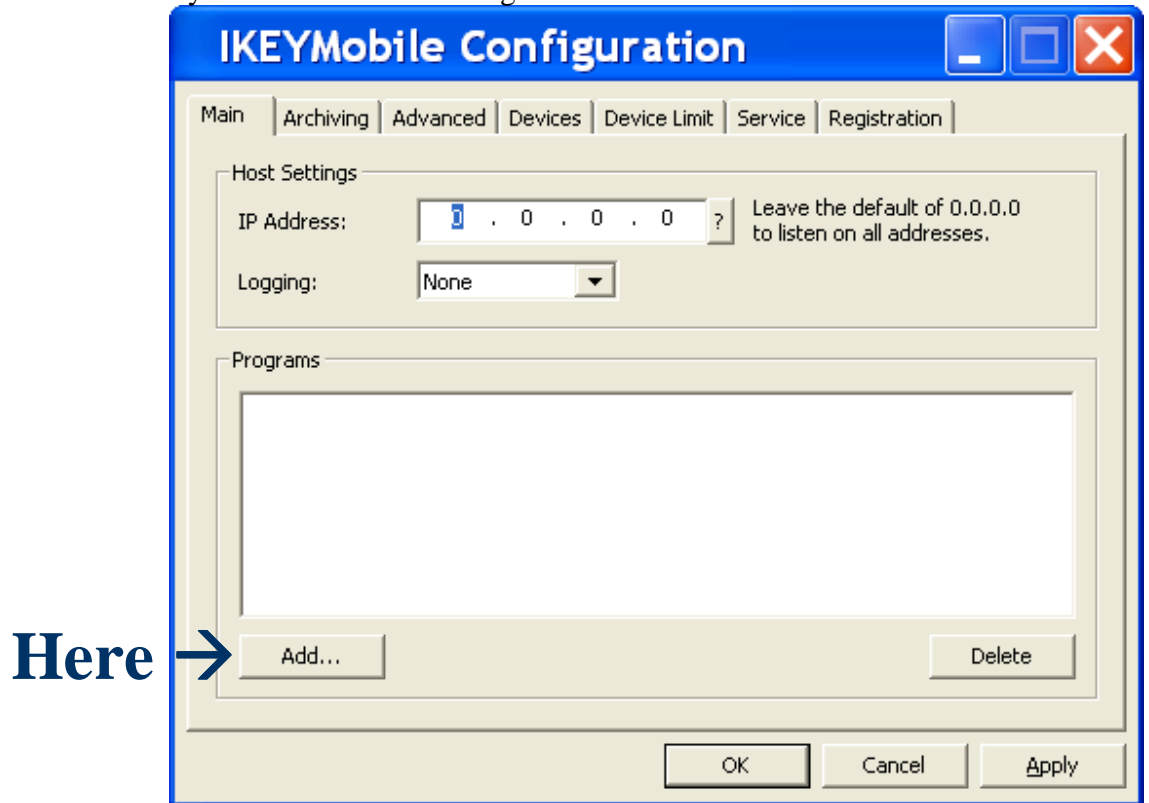 IKEYMobile Configuration
Main Archiving Advanced Devices Device Limit Service Registration
Host Settings
IP Address: 0 . 0 . 0 . 0 ? Leave the default of 0.0.0.0
to listen on all addresses.
Logging: None
Programs
Here → Add... Delete
OK Cancel Apply